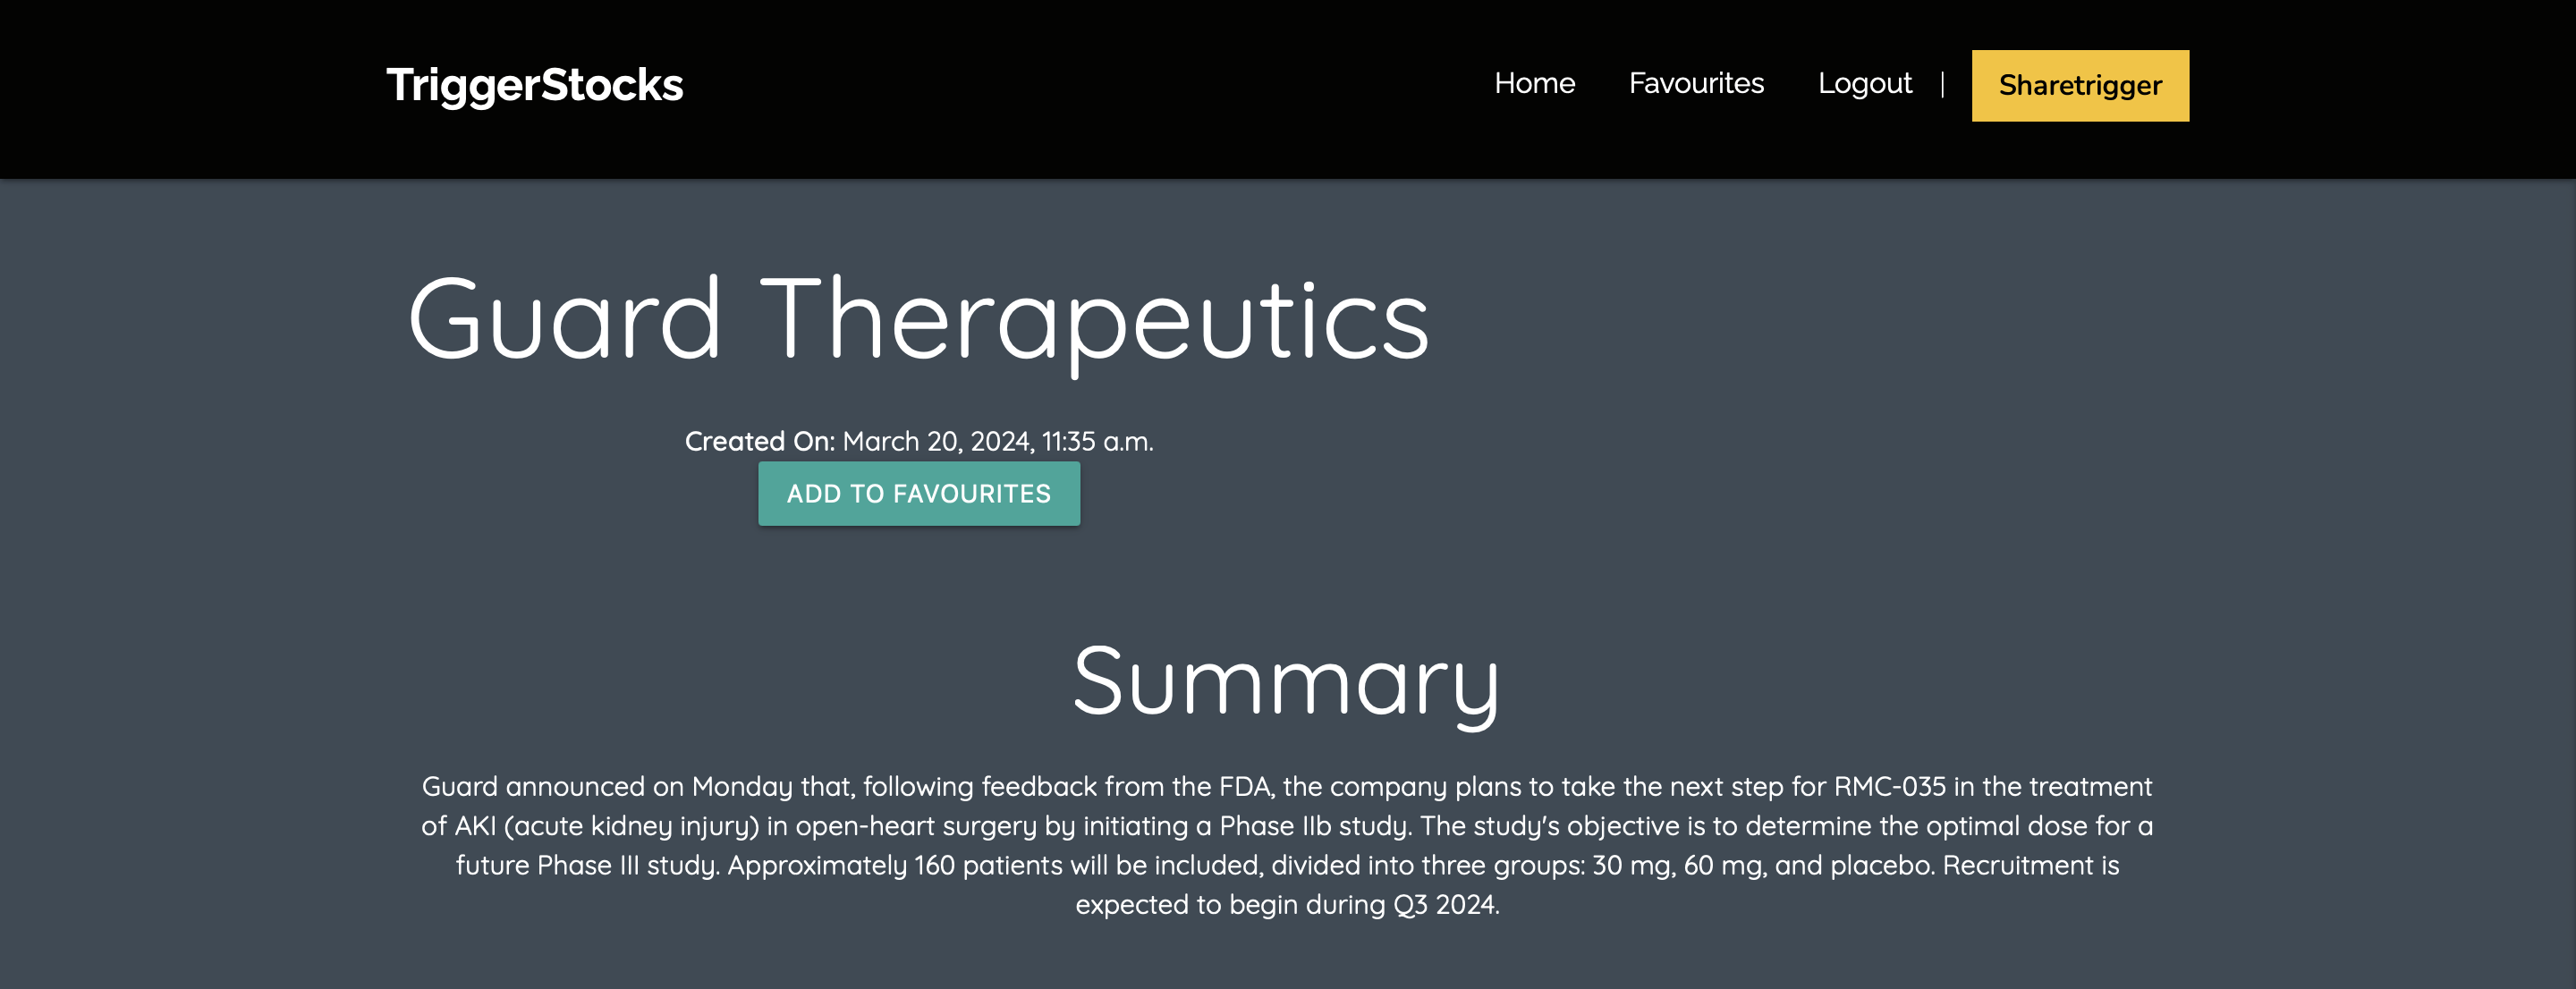 TriggerStocks
Home Favourites Logout | Sharetrigger
Guard Therapeutics
Created On: March 20, 2024, 11:35 a.m.
ADD TO FAVOURITES
Summary
Guard announced on Monday that, following feedback from the FDA, the company plans to take the next step for RMC-035 in the treatment
of AKI (acute kidney injury) in open-heart surgery by initiating a Phase IIb study. The study's objective is to determine the optimal dose for a
future Phase III study. Approximately 160 patients will be included, divided into three groups: 30 mg, 60 mg, and placebo. Recruitment is
expected to begin during Q3 2024.